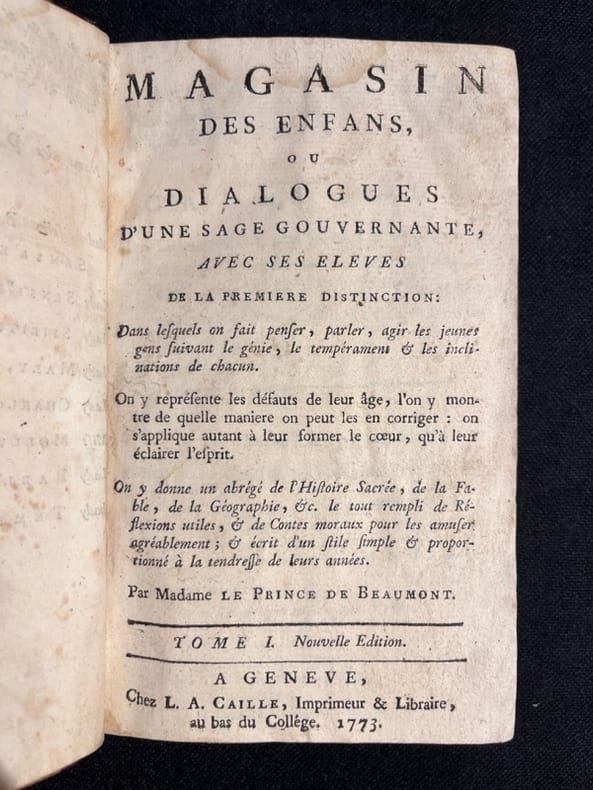 MAGASIN
DES ENFANS,
OU
DIALOGUES
D'UNE SAGE GOUVERNANTE,
AVEC SES ELEVES
DE LA PREMIERE DISTINCTION:
Dans leſquels on fait penſer, parler, agir les jeunes
gens ſuivant le génie, le tempérament & les incli-
nations de chacun.
On y repréſente les défauts de leur âge, l'on y mon-
tre de quelle maniere on peut les en corriger : on
s'applique autant à leur former le cœur, qu'à leur
éclairer l'eſprit.
On y donne un abrégé de l'Hiſtoire Sacrée, de la Fa-
ble, de la Géographie, &c. le tout rempli de Ré-
flexions utiles, & de Contes moraux pour les amuſer
agréablement ; & écrit d'un ſtile ſimple & propor-
tionné à la tendreſſe de leurs années.
Par Madame LE PRINCE DE BEAUMONT.
TOME I. Nouvelle Edition.
A GENEVE,
Chez L. A. CAILLE, Imprimeur & Libraire,
au bas du Collége. 1773.